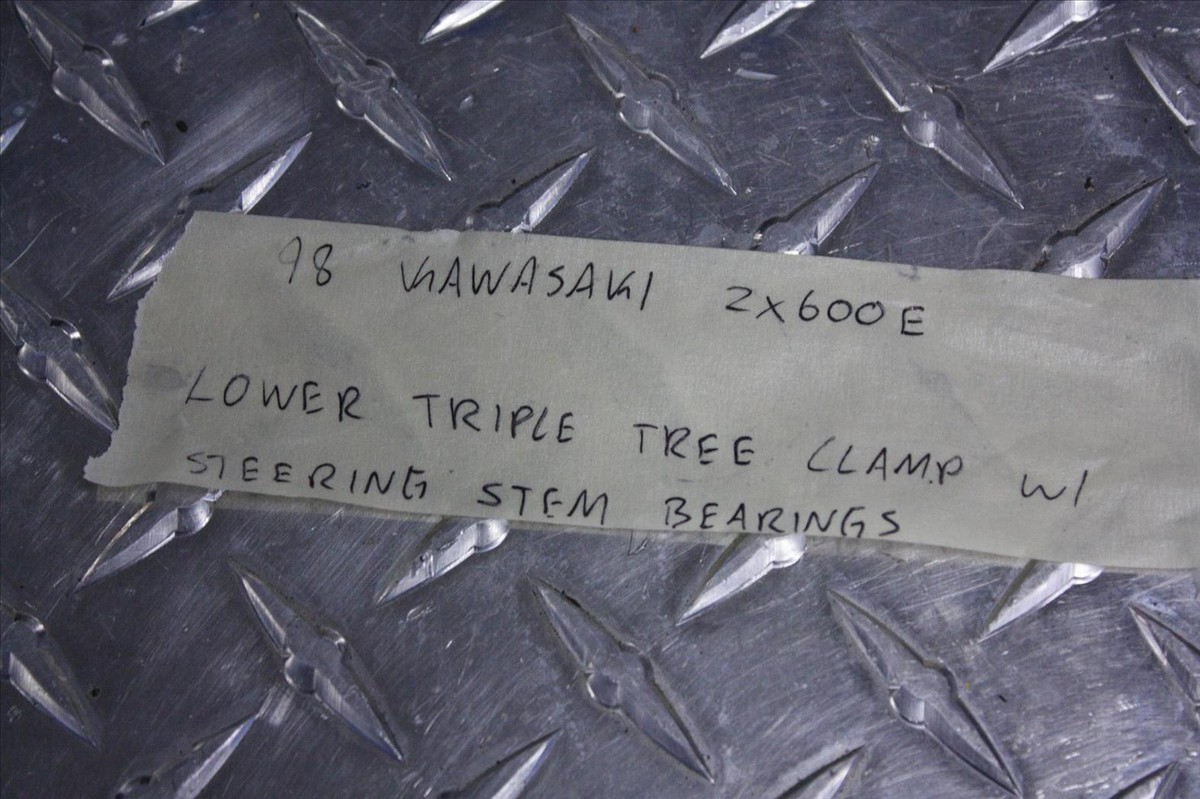 98 KAWASAKI ZX600E
LOWER TRIPLE TREE CLAMP W/
STEERING STEM BEARINGS